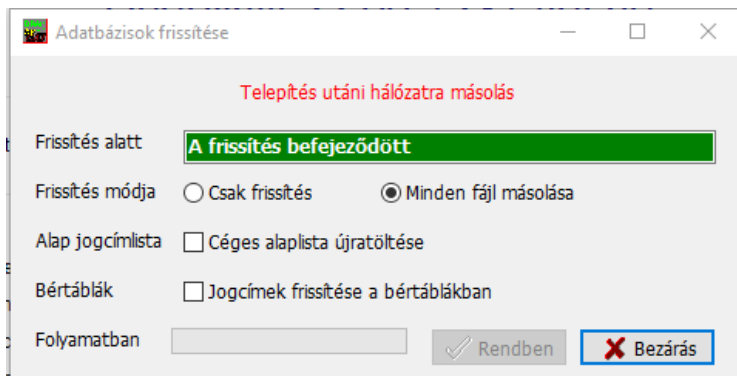 Adatbázisok frissítése
Telepítés utáni hálózatra másolás
Frissítés alatt A frissítés befejeződött
Frissítés módja Csak frissítés Minden fájl másolása
Alap jogcímlista Céges alaplista újratöltése
Bértáblák Jogcímek frissítése a bértáblákban
Folyamatban Rendben Bezárás